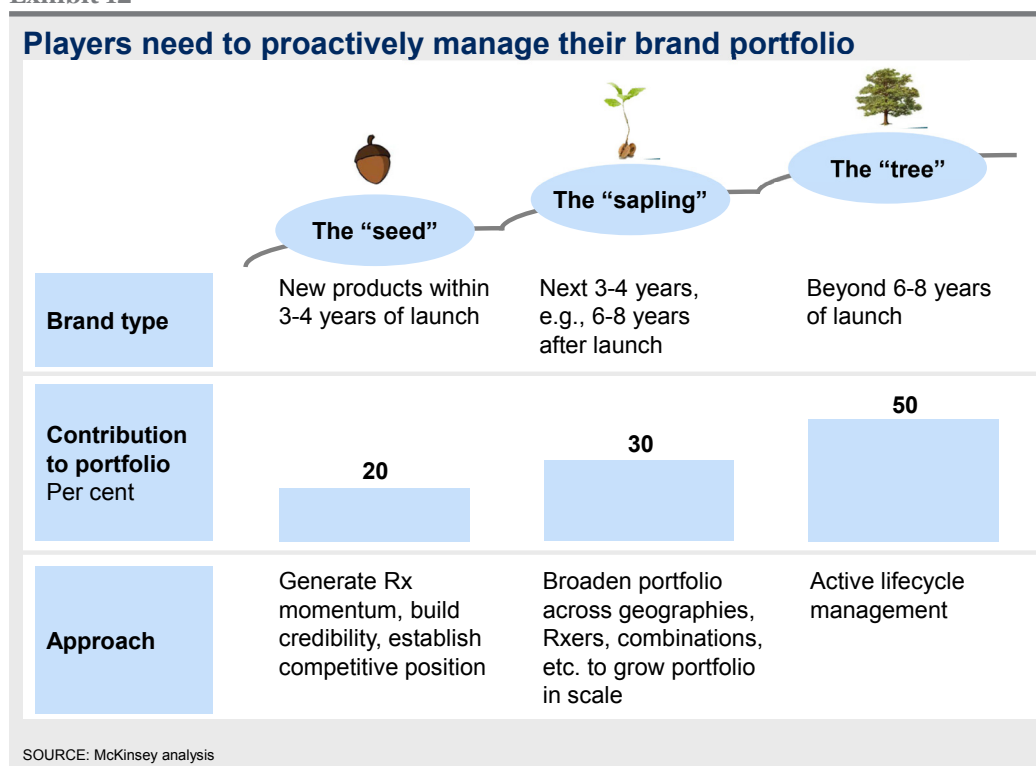 Exhibit 12
Players need to proactively manage their brand portfolio
The “seed”
The “sapling”
The “tree”
Brand type
New products within
3-4 years of launch
Next 3-4 years,
e.g., 6-8 years
after launch
Beyond 6-8 years
of launch
Contribution
to portfolio
Per cent
20
30
50
Approach
Generate Rx
momentum, build
credibility, establish
competitive position
Broaden portfolio
across geographies,
Rxers, combinations,
etc. to grow portfolio
in scale
Active lifecycle
management
SOURCE: McKinsey analysis